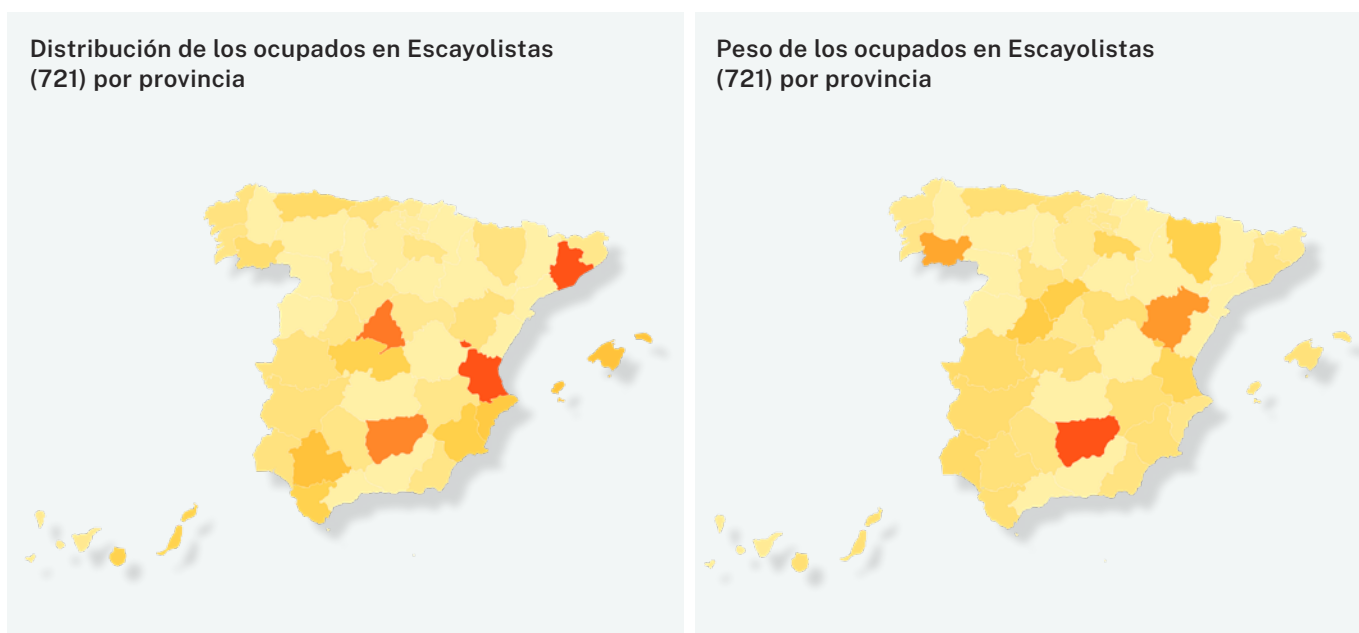 Distribución de los ocupados en Escayolistas
(721) por provincia
Peso de los ocupados en Escayolistas
(721) por provincia